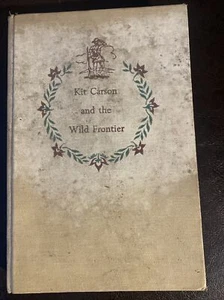 Kit Carson
and the
Wild Frontier